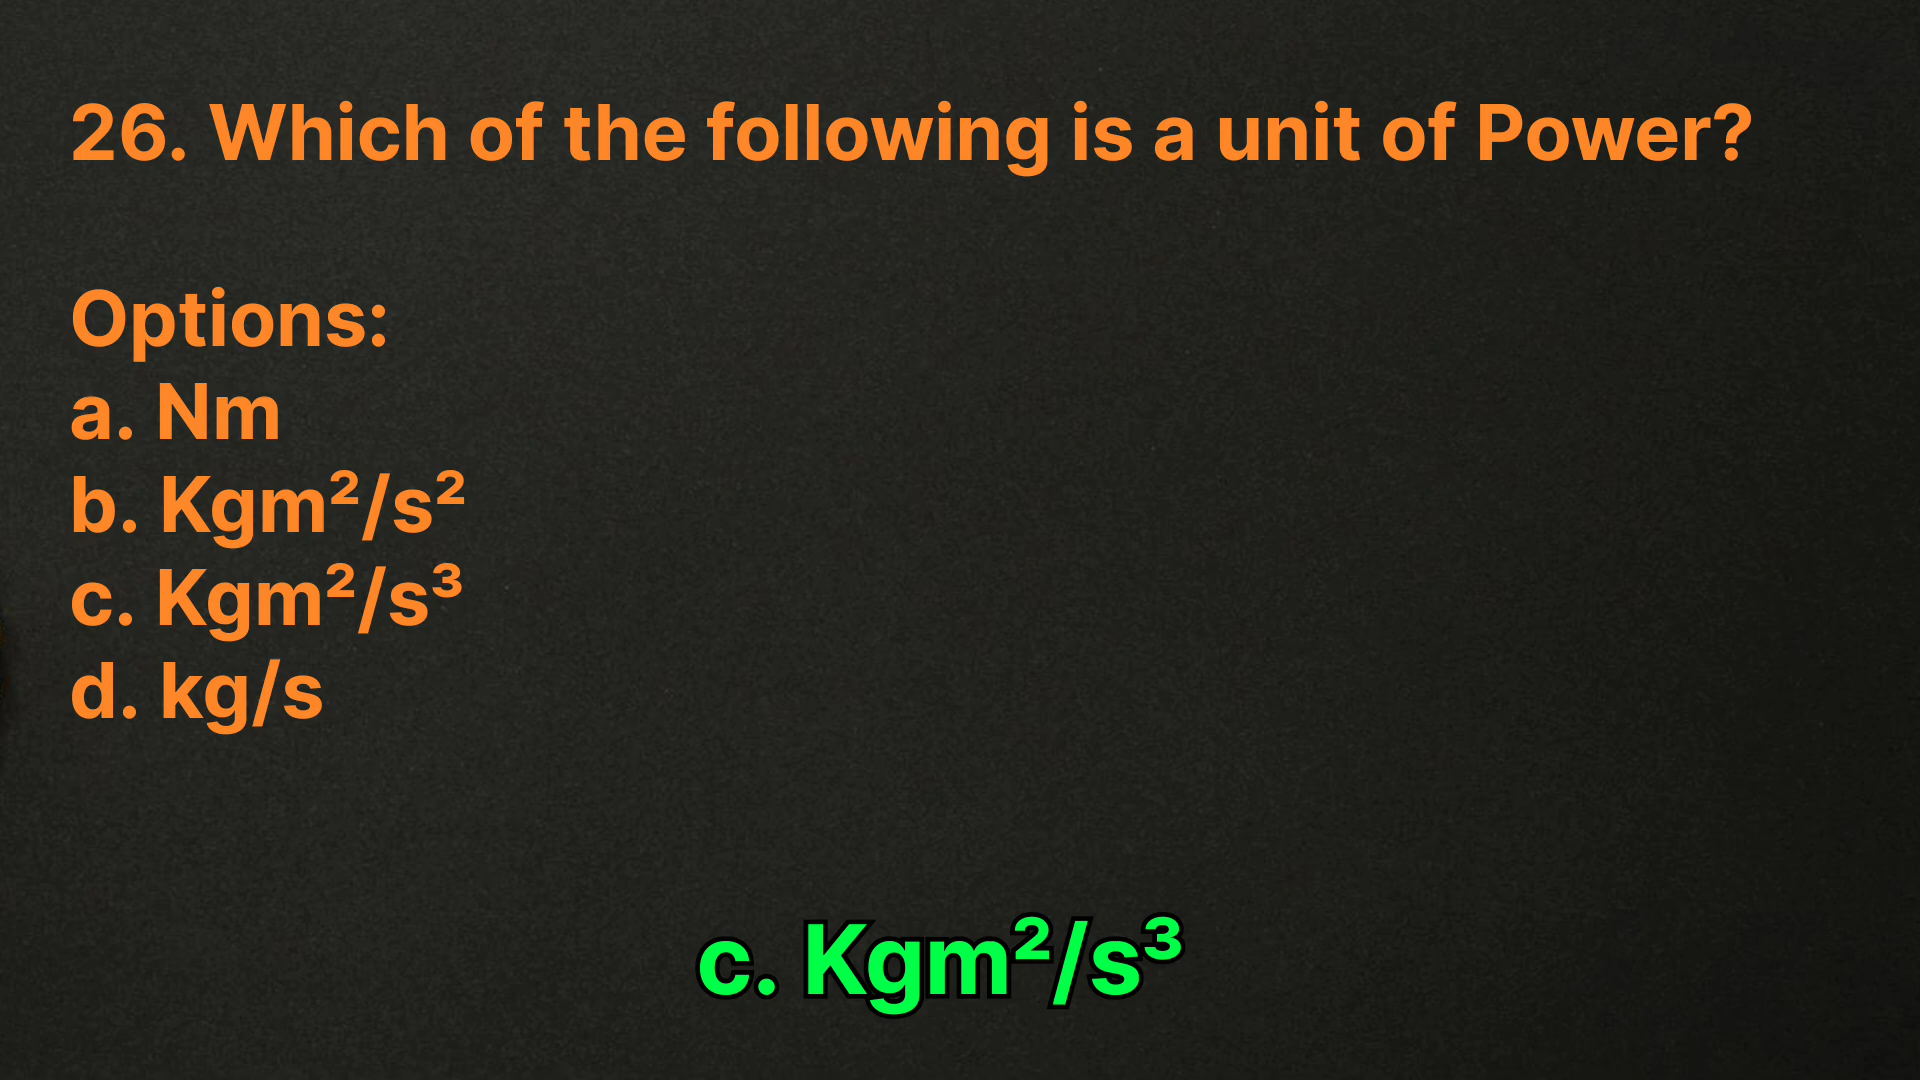 26. Which of the following is a unit of Power?
Options:
a. Nm
b. Kgm²/s²
c. Kgm²/s³
d. kg/s
c. Kgm²/s³